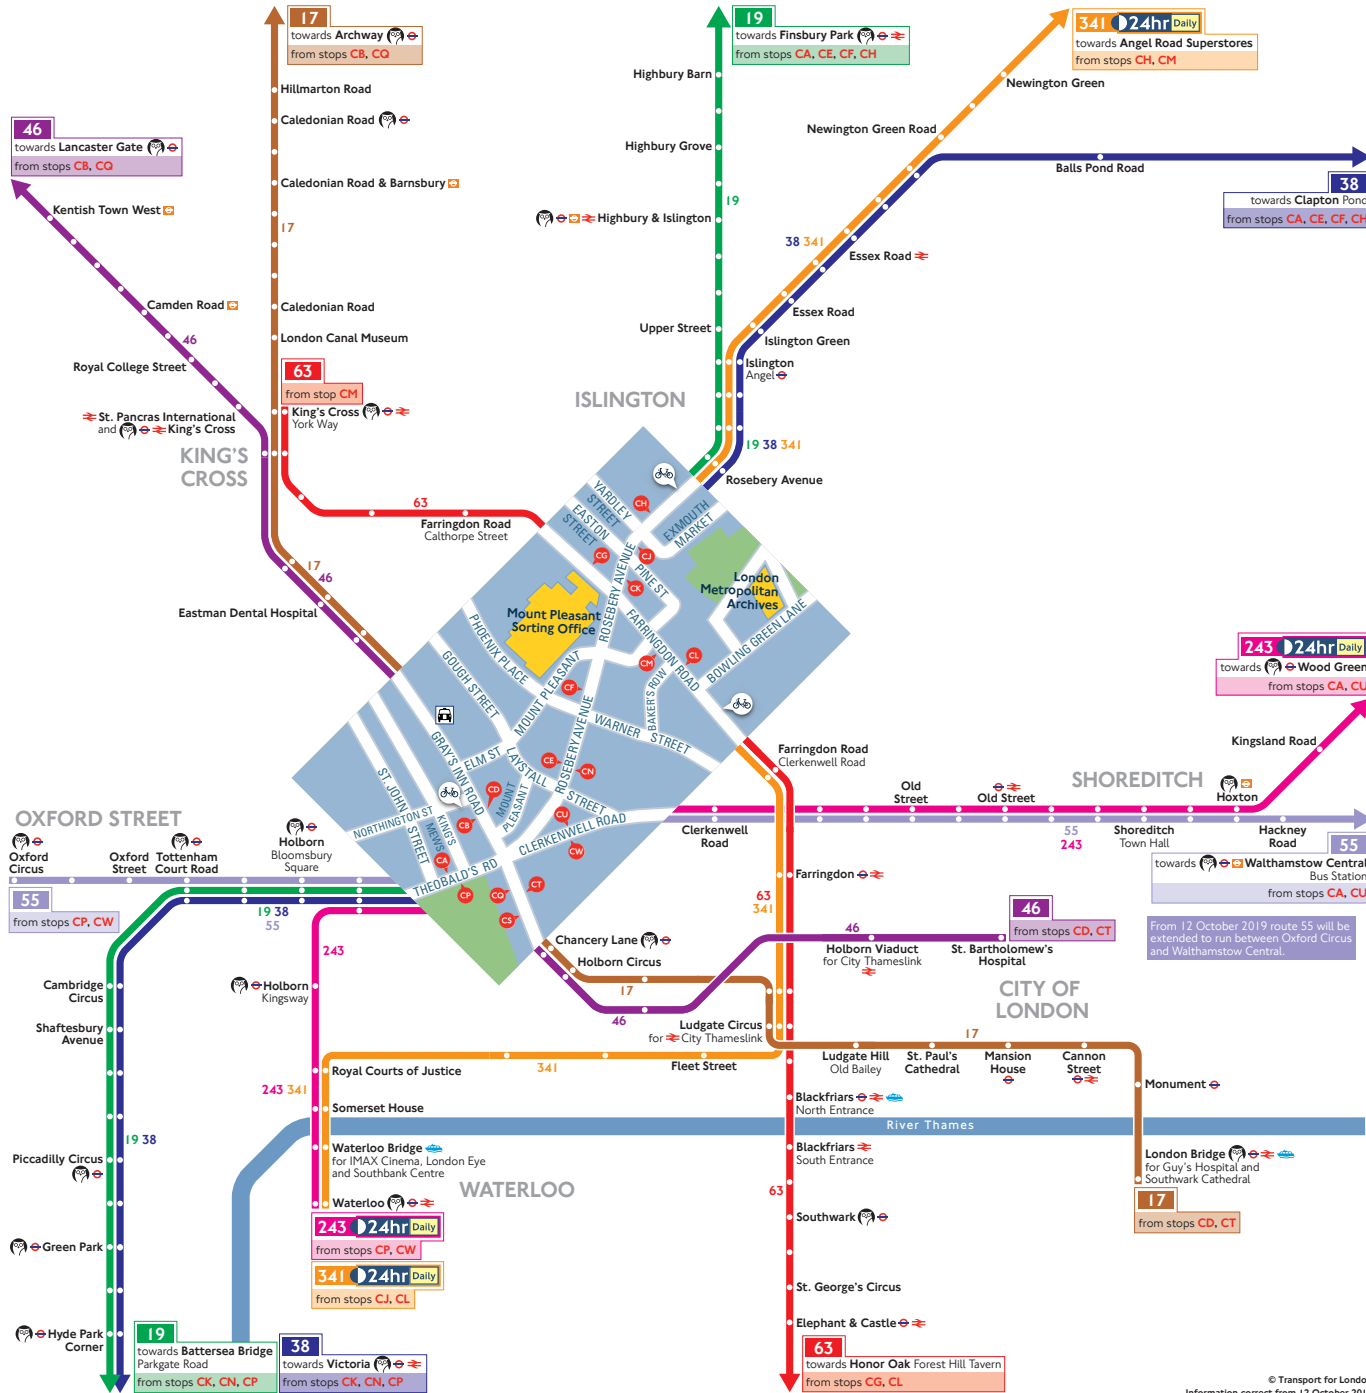 17
towards Archway
from stops CB, CQ
19
towards Finsbury Park
from stops CA, CE, CF, CH
341 24hr Daily
towards Angel Road Superstores
from stops CH, CM
Highbury Barn
Newington Green
Hillmarton Road
Caledonian Road
46
towards Lancaster Gate
from stops CB, CQ
Newington Green Road
Highbury Grove
Balls Pond Road
38
towards Clapton Pond
from stops CA, CE, CF, CH
Caledonian Road & Barnsbury
Kentish Town West
19
Highbury & Islington
17
38 341
Essex Road
Camden Road
Caledonian Road
Essex Road
Upper Street
London Canal Museum
46
Islington Green
Royal College Street
63
from stop CM
Islington
Angel
ISLINGTON
St. Pancras International
and King's Cross
King's Cross
York Way
KING'S
CROSS
19 38 341
Rosebery Avenue
63
Farringdon Road
Calthorpe Street
17
46
Eastman Dental Hospital
YARDLEY
STREET
EASTON
STREET
CH
EXMOUTH
MARKET
CG
CJ
PINE ST
CK
London
Metropolitan
Archives
ROSEBERY AVENUE
Mount Pleasant
Sorting Office
PHOENIX PLACE
FARRINGDON ROAD
BOWLING GREEN LANE
GOUGH STREET
MOUNT PLEASANT
CM
CL
CF
BAKER'S ROW
WARNER STREET
ROSEBERY AVENUE
GRAY'S INN ROAD
ELM ST
LAYSTALL STREET
CE
CN
ST. JOHN STREET
CD
MOUNT
PLEASANT
CU
NORTHINGTON ST
CB
KING'S
MEWS
CLERKENWELL ROAD
CW
CA
THEOBALD'S RD
CP
CQ
CT
CS
243 24hr Daily
towards Wood Green
from stops CA, CU
Kingsland Road
Farringdon Road
Clerkenwell Road
SHOREDITCH
Old
Street
Old Street
Hoxton
Clerkenwell
Road
55
243
Shoreditch
Town Hall
Hackney
Road
55
towards Walthamstow Central
Bus Station
from stops CA, CU
From 12 October 2019 route 55 will be
extended to run between Oxford Circus
and Walthamstow Central.
OXFORD STREET
Oxford
Circus
Oxford
Street
Tottenham
Court Road
Holborn
Bloomsbury
Square
55
from stops CP, CW
19 38
55
Farringdon
63
341
46
from stops CD, CT
46
Holborn Viaduct
for City Thameslink
St. Bartholomew's
Hospital
243
Chancery Lane
Holborn Circus
17
46
Holborn
Kingsway
CITY OF
LONDON
Cambridge
Circus
Shaftesbury
Avenue
Ludgate Circus
for City Thameslink
17
Ludgate Hill
Old Bailey
St. Paul's
Cathedral
Mansion
House
Cannon
Street
Royal Courts of Justice
341
Fleet Street
Monument
243 341
Somerset House
Blackfriars
North Entrance
River Thames
19 38
Waterloo Bridge
for IMAX Cinema, London Eye
and Southbank Centre
Blackfriars
South Entrance
London Bridge
for Guy's Hospital and
Southwark Cathedral
Piccadilly Circus
WATERLOO
Waterloo
63
17
from stops CD, CT
Southwark
243 24hr Daily
from stops CP, CW
Green Park
341 24hr Daily
from stops CJ, CL
St. George's Circus
Elephant & Castle
Hyde Park
Corner
19
towards Battersea Bridge
Parkgate Road
from stops CK, CN, CP
38
towards Victoria
from stops CK, CN, CP
63
towards Honor Oak Forest Hill Tavern
from stops CG, CL
© Transport for London